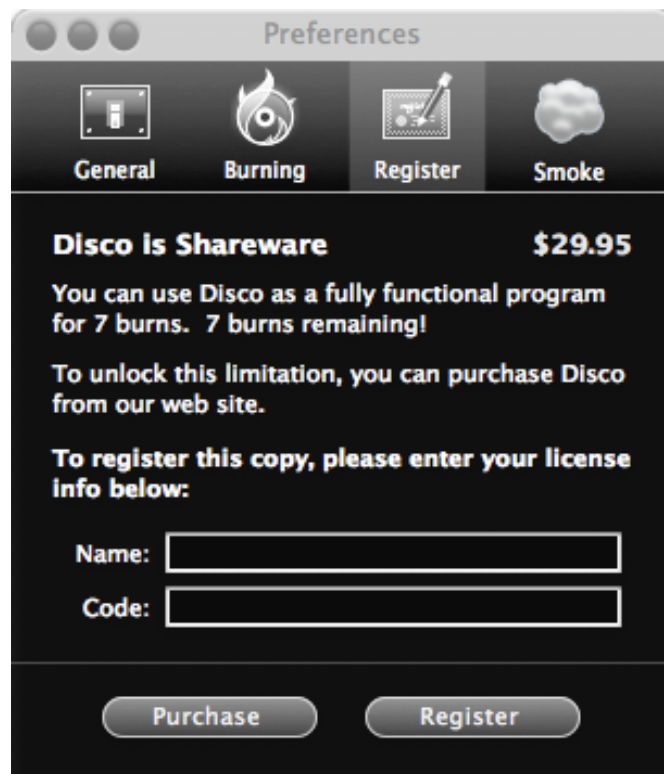 Preferences
General Burning Register Smoke
Disco is Shareware $29.95
You can use Disco as a fully functional program
for 7 burns.  7 burns remaining!
To unlock this limitation, you can purchase Disco
from our web site.
To register this copy, please enter your license
info below:
Name:
Code:
Purchase Register